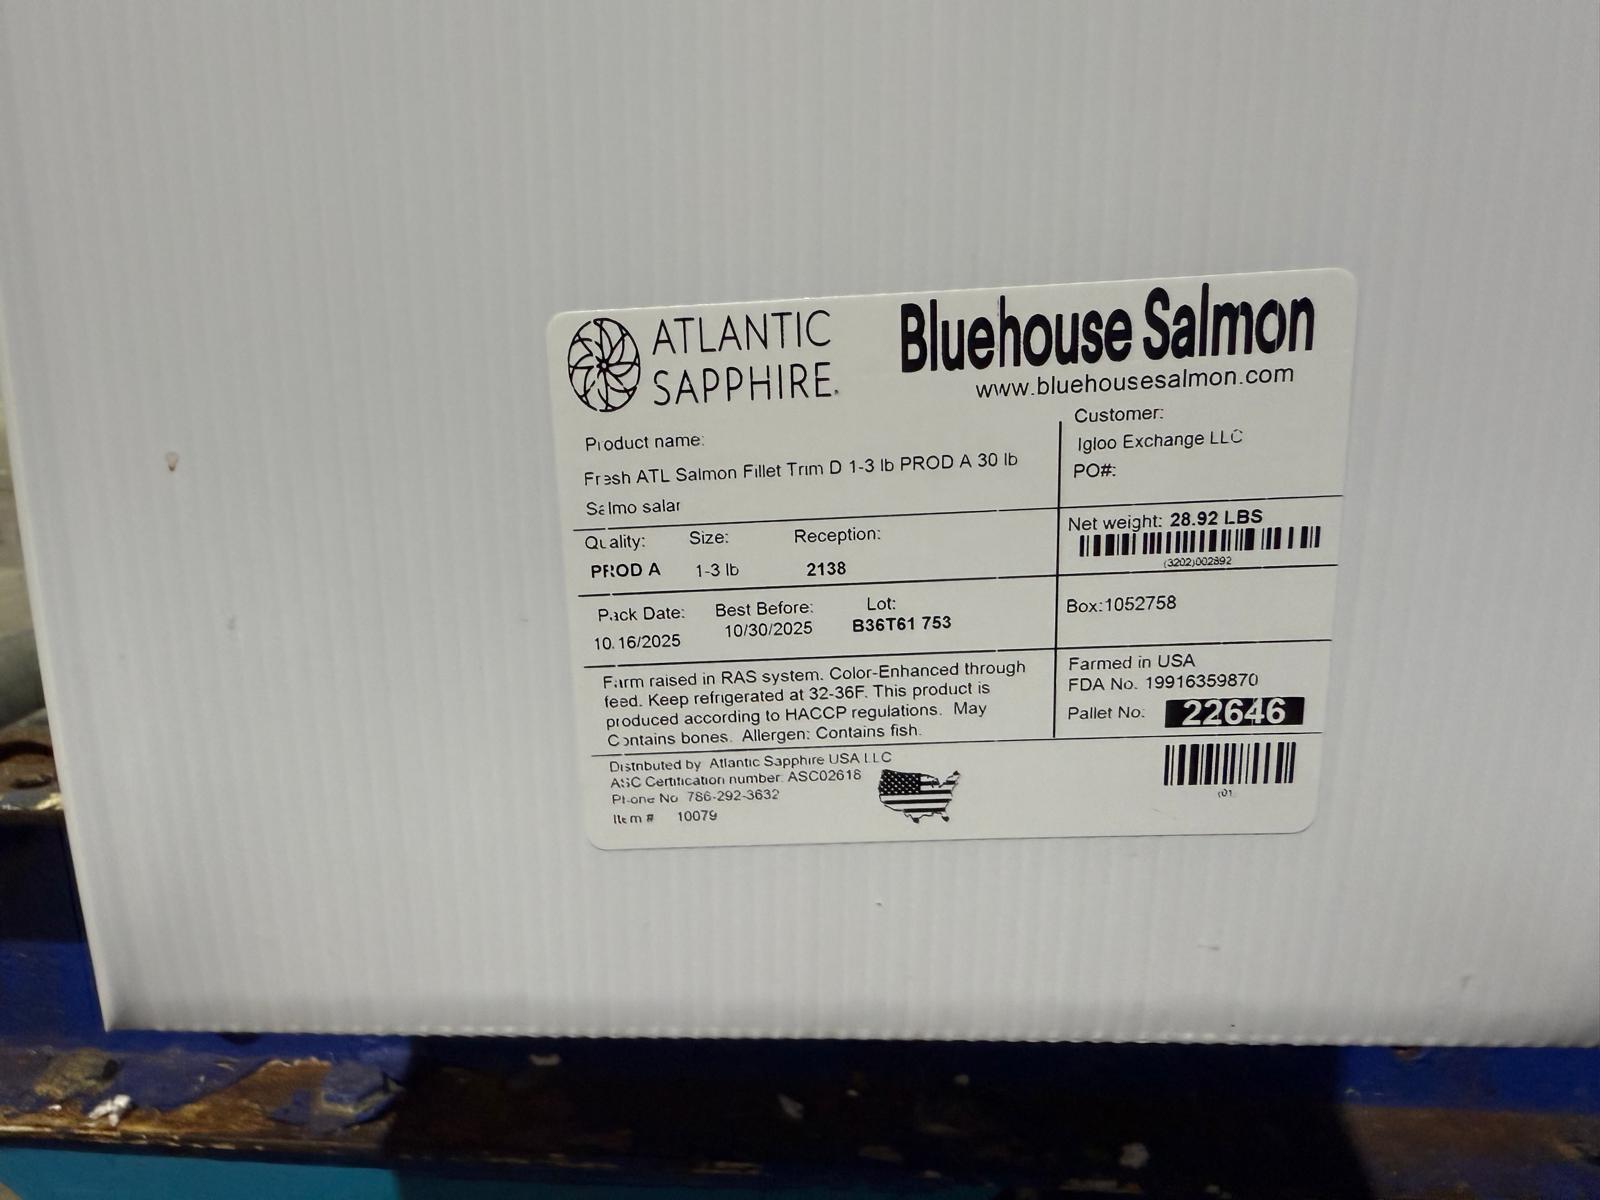 ATLANTIC
SAPPHIRE.
Bluehouse Salmon
www.bluehousesalmon.com
Product name:
Fresh ATL Salmon Fillet Trim D 1-3 lb PROD A 30 lb
Salmo salar
Customer:
Igloo Exchange LLC
PO#:
Quality: Size: Reception:
PROD A 1-3 lb 2138
Net weight: 28.92 LBS
(3202)002892
Pack Date: Best Before: Lot:
10/16/2025 10/30/2025 B36T61 753
Box:1052758
Farm raised in RAS system. Color-Enhanced through
feed. Keep refrigerated at 32-36F. This product is
produced according to HACCP regulations. May
Contains bones. Allergen: Contains fish.
Farmed in USA
FDA No. 19916359870
Pallet No: 22646
Distributed by Atlantic Sapphire USA LLC
ASC Certification number: ASC02618
Phone No 786-292-3632
Item # 10079
(01